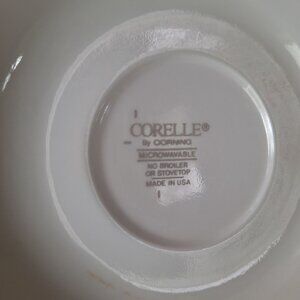 CORELLE®
By CORNING
MICROWAVABLE
NO BROILER
OR STOVETOP
MADE IN USA